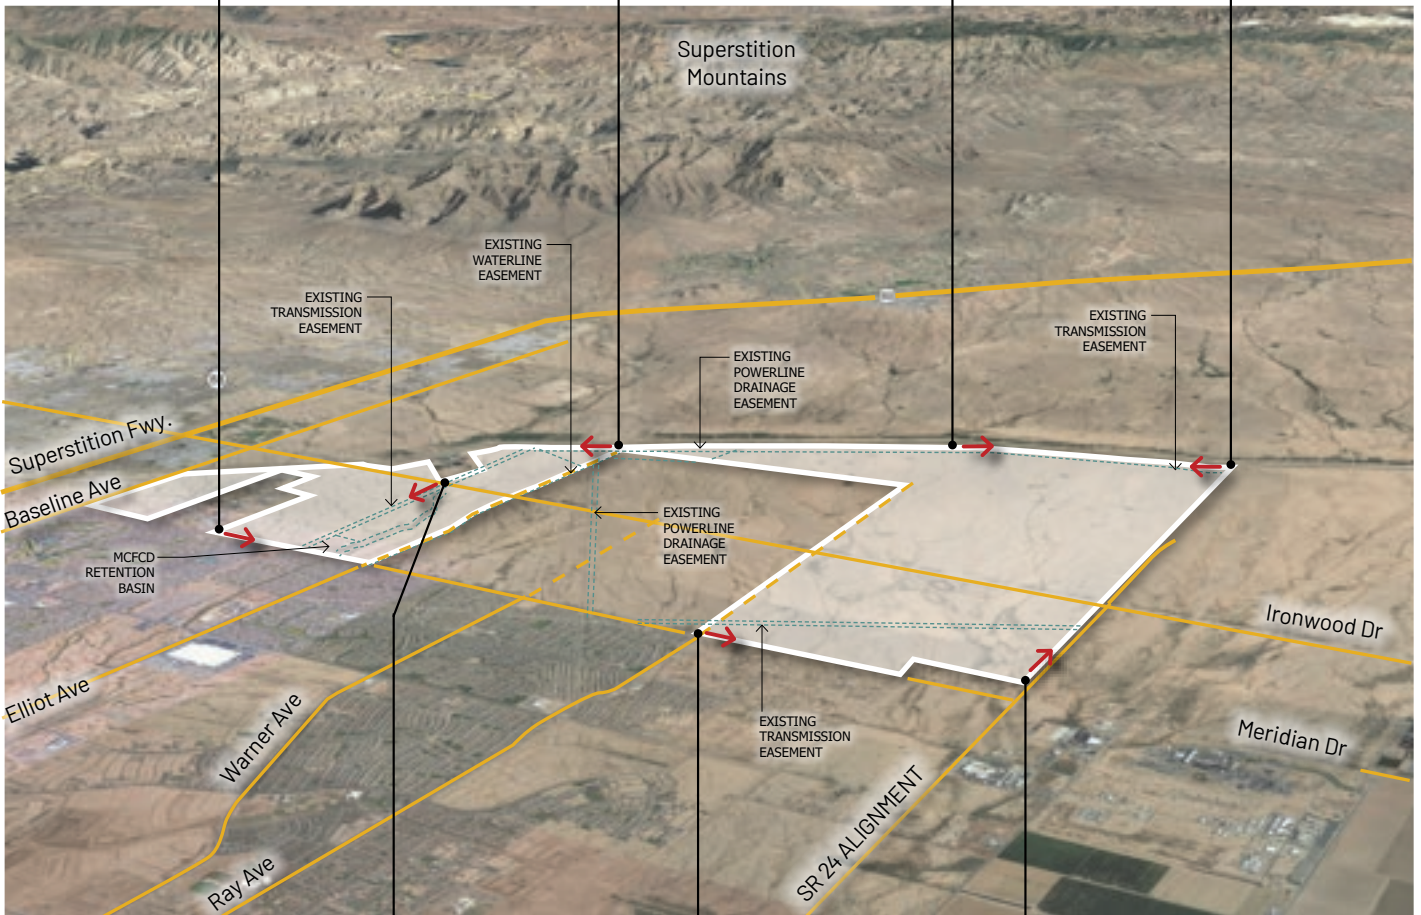 Superstition
Mountains
EXISTING
WATERLINE
EASEMENT
EXISTING
TRANSMISSION
EASEMENT
EXISTING
TRANSMISSION
EASEMENT
EXISTING
POWERLINE
DRAINAGE
EASEMENT
Superstition Fwy.
Baseline Ave
EXISTING
POWERLINE
DRAINAGE
EASEMENT
MCFCD
RETENTION
BASIN
Ironwood Dr
Elliot Ave
Warner Ave
EXISTING
TRANSMISSION
EASEMENT
Meridian Dr
SR 24 ALIGNMENT
Ray Ave